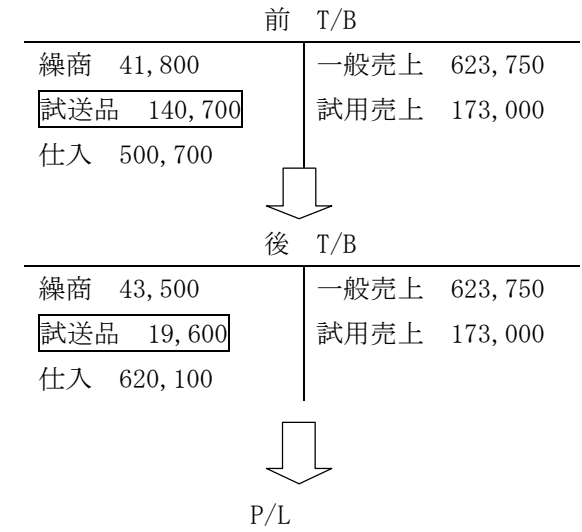 前 T/B
繰商 41,800 一般売上 623,750
試送品 140,700 試用売上 173,000
仕入 500,700
後 T/B
繰商 43,500 一般売上 623,750
試送品 19,600 試用売上 173,000
仕入 620,100
P/L